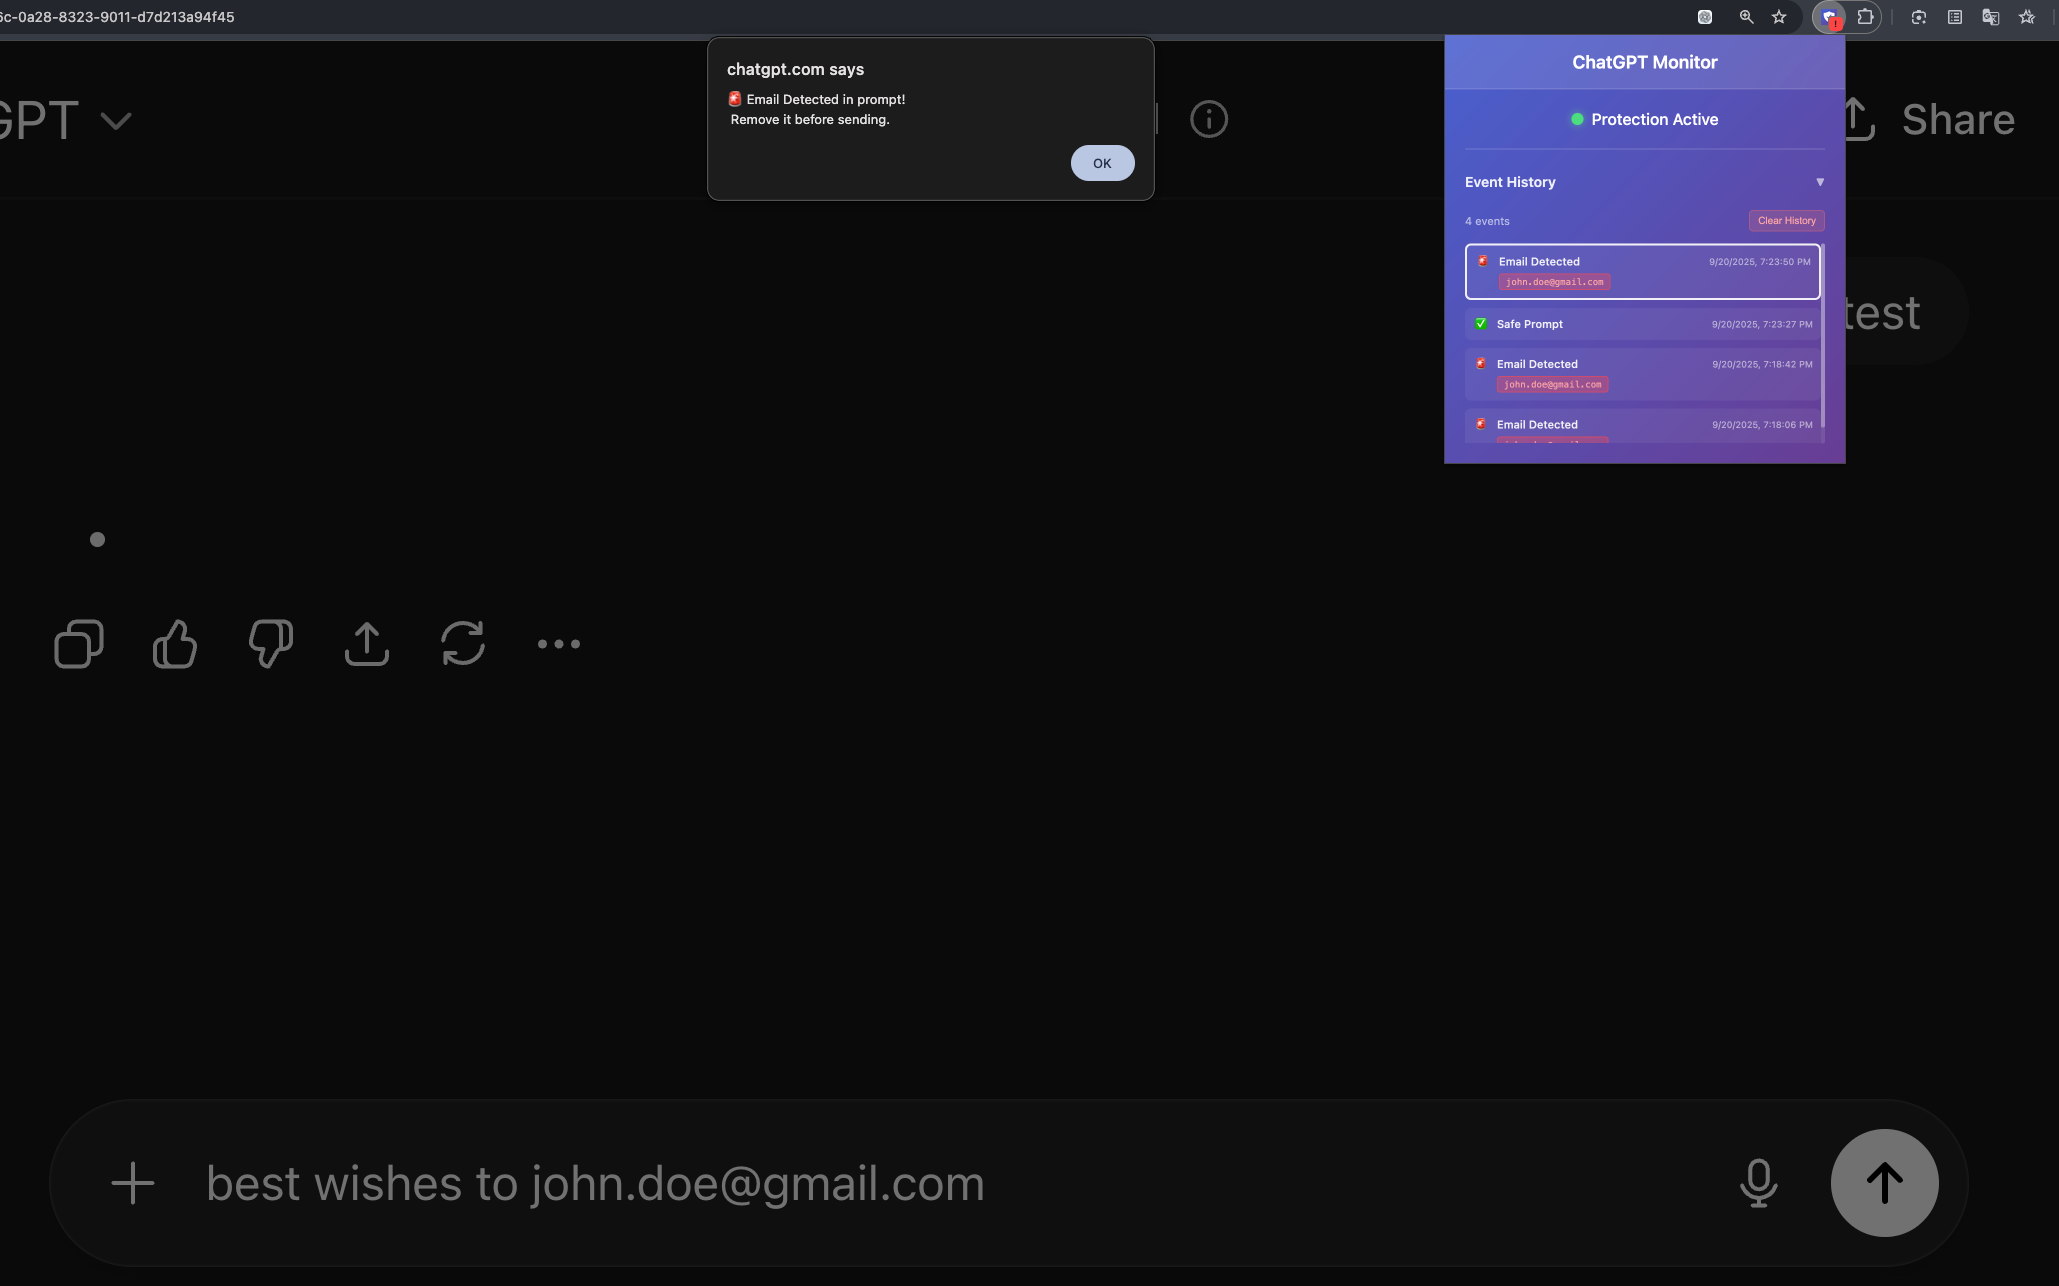 6c-0a28-8323-9011-d7d213a94f45
GPT
Share
chatgpt.com says
🚨 Email Detected in prompt!
Remove it before sending.
OK
ChatGPT Monitor
Protection Active
Event History
4 events
Clear History
Email Detected 9/20/2025, 7:23:50 PM
john.doe@gmail.com
Safe Prompt 9/20/2025, 7:23:27 PM
Email Detected 9/20/2025, 7:18:42 PM
john.doe@gmail.com
Email Detected 9/20/2025, 7:18:06 PM
test
best wishes to john.doe@gmail.com